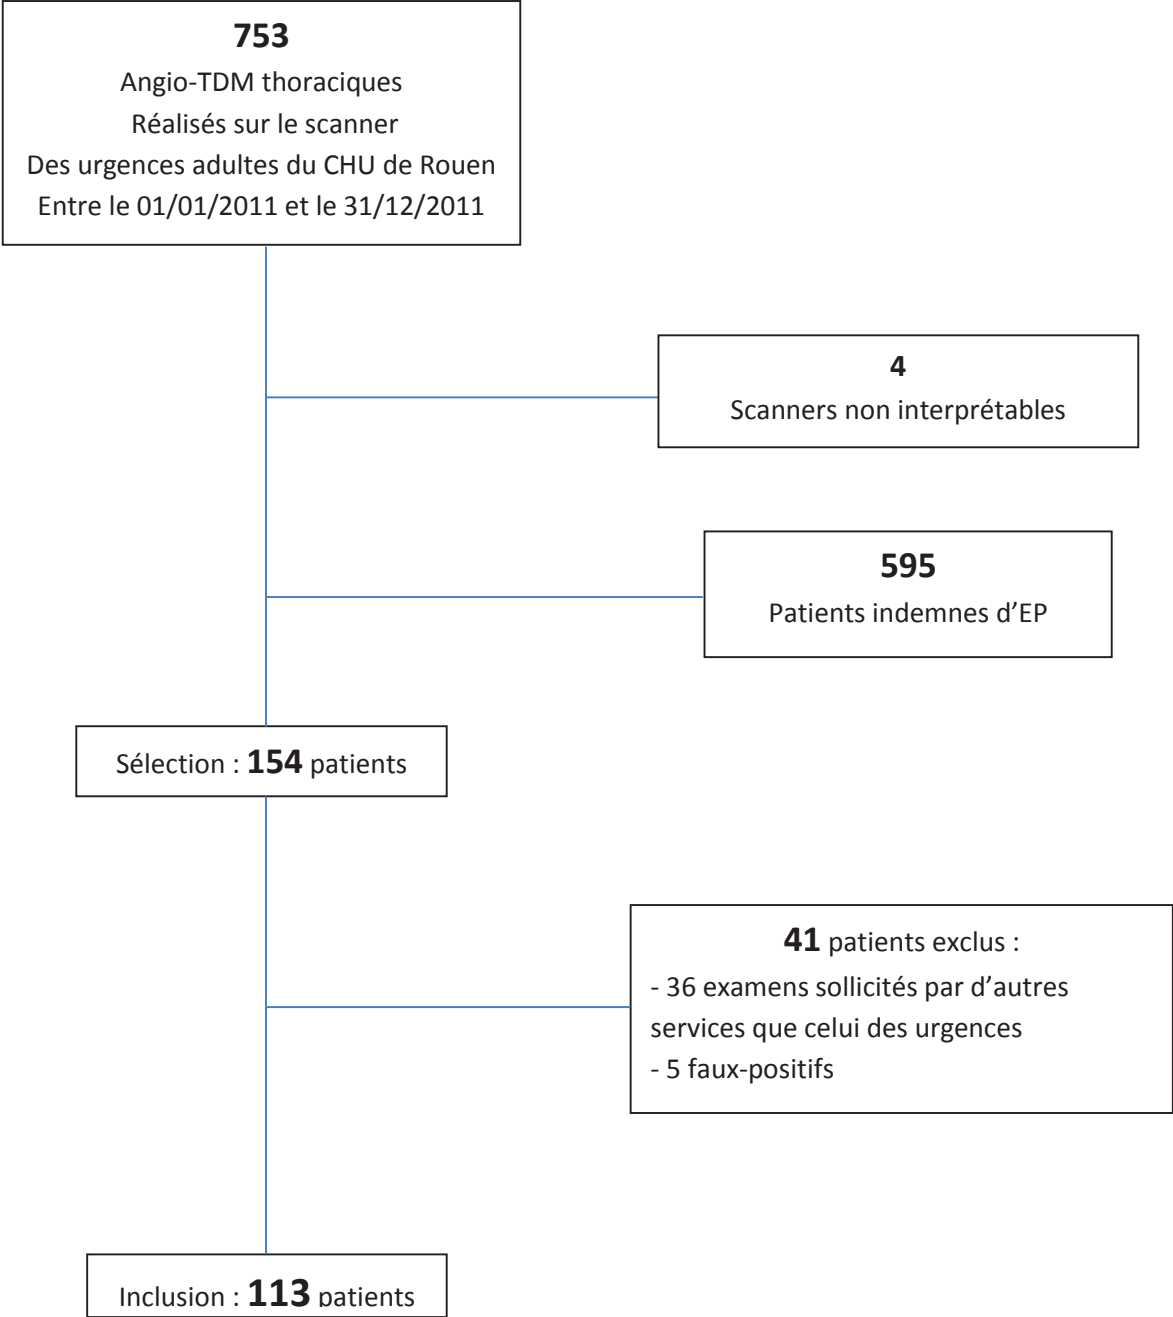 753
Angio-TDM thoraciques
Réalisés sur le scanner
Des urgences adultes du CHU de Rouen
Entre le 01/01/2011 et le 31/12/2011
4
Scanners non interprétables
595
Patients indemnes d’EP
Sélection : 154 patients
41 patients exclus :
- 36 examens sollicités par d’autres
services que celui des urgences
- 5 faux-positifs
Inclusion : 113 patients